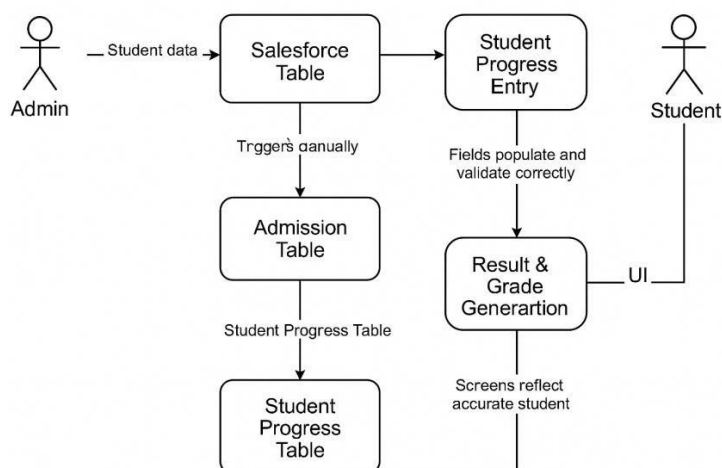 Student data
Salesforce
Table
Student
Progress
Entry
Admin
Student
Trggers ɑanually
Fields populate and
validate correctly
Admission
Table
Result &
Grade
Generartion
UI
Student Progress Table
Screens reflect
accurate student
Student
Progress
Table